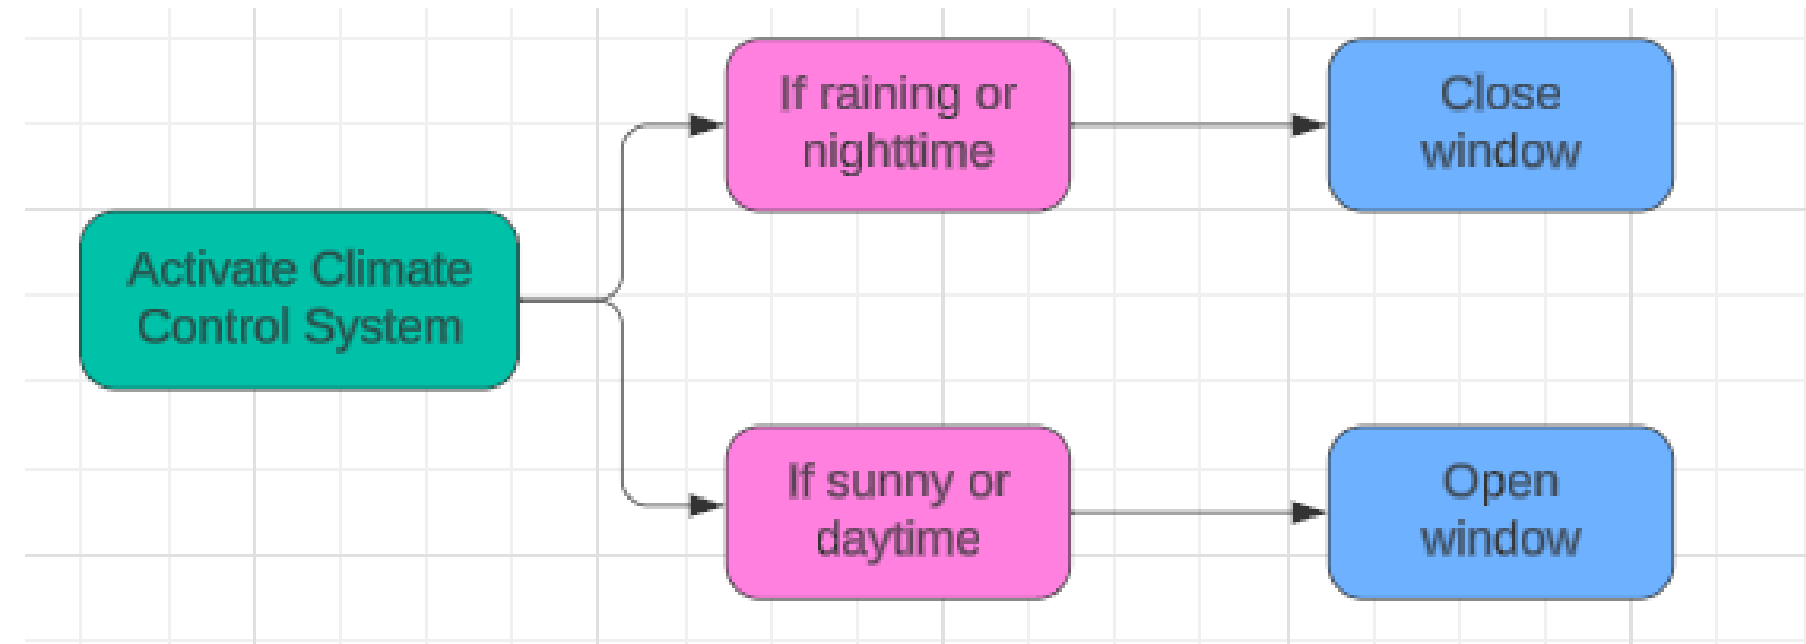 If raining or
nighttime
Close
window
Activate Climate
Control System
If sunny or
daytime
Open
window